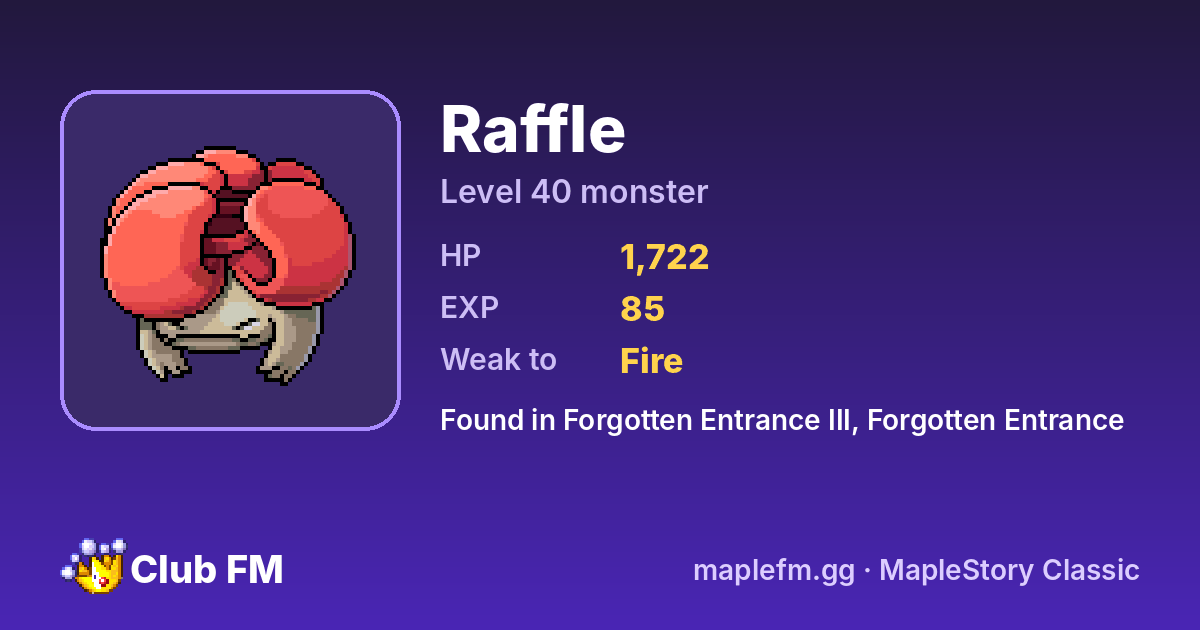 Raffle
Level 40 monster
HP 1,722
EXP 85
Weak to Fire
Found in Forgotten Entrance III, Forgotten Entrance
Club FM
maplefm.gg · MapleStory Classic